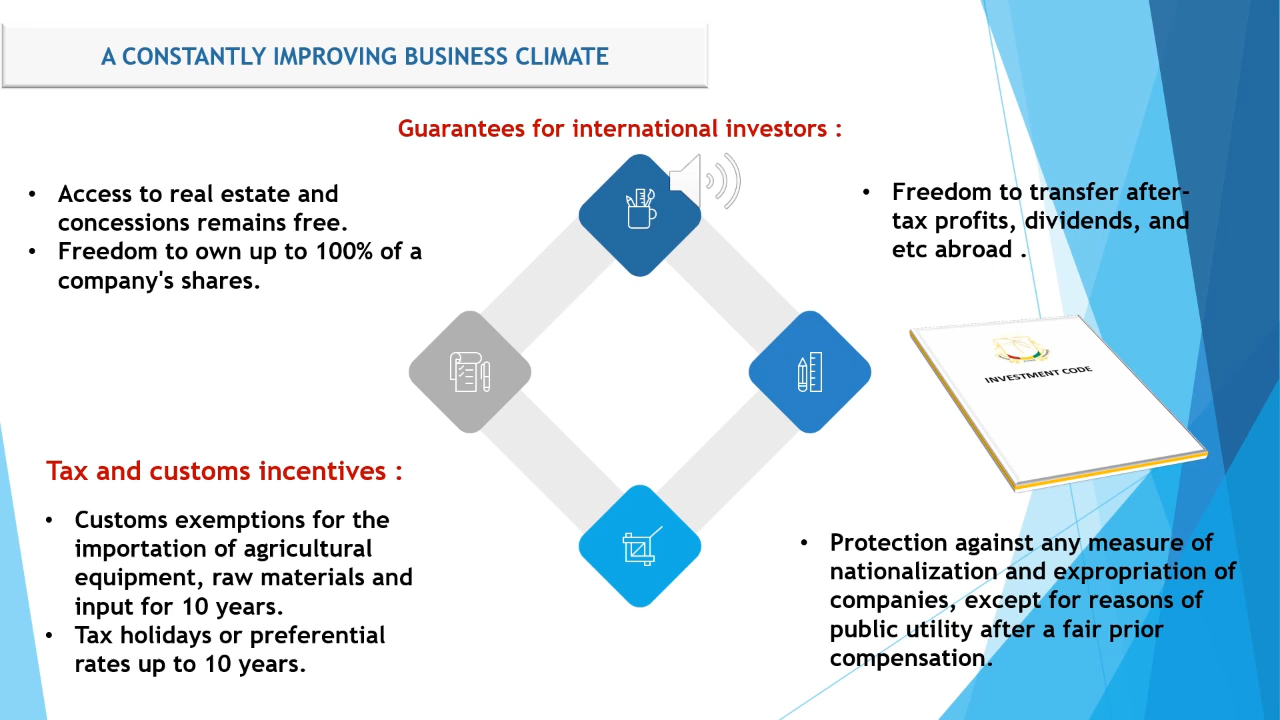 A CONSTANTLY IMPROVING BUSINESS CLIMATE
Guarantees for international investors :
• Access to real estate and
concessions remains free.
• Freedom to own up to 100% of a
company's shares.
• Freedom to transfer after-
tax profits, dividends, and
etc abroad .
INVESTMENT CODE
Tax and customs incentives :
• Customs exemptions for the
importation of agricultural
equipment, raw materials and
input for 10 years.
• Tax holidays or preferential
rates up to 10 years.
• Protection against any measure of
nationalization and expropriation of
companies, except for reasons of
public utility after a fair prior
compensation.